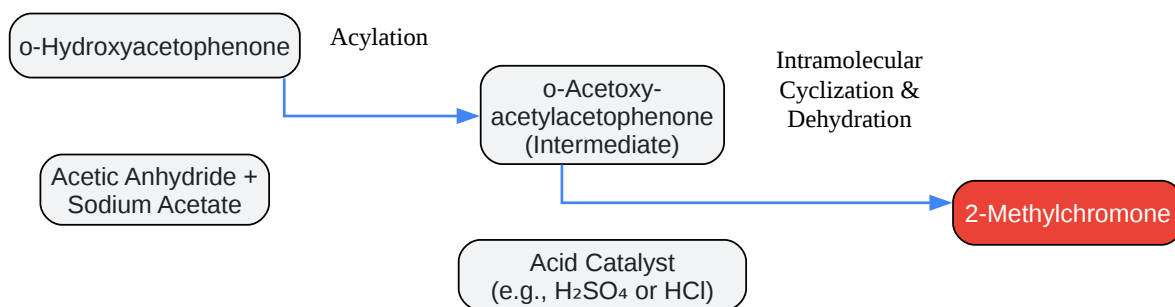 o-Hydroxyacetophenone
Acylation
o-Acetoxy-
acetylacetophenone
(Intermediate)
Intramolecular
Cyclization &
Dehydration
Acetic Anhydride +
Sodium Acetate
2-Methylchromone
Acid Catalyst
(e.g., H₂SO₄ or HCl)